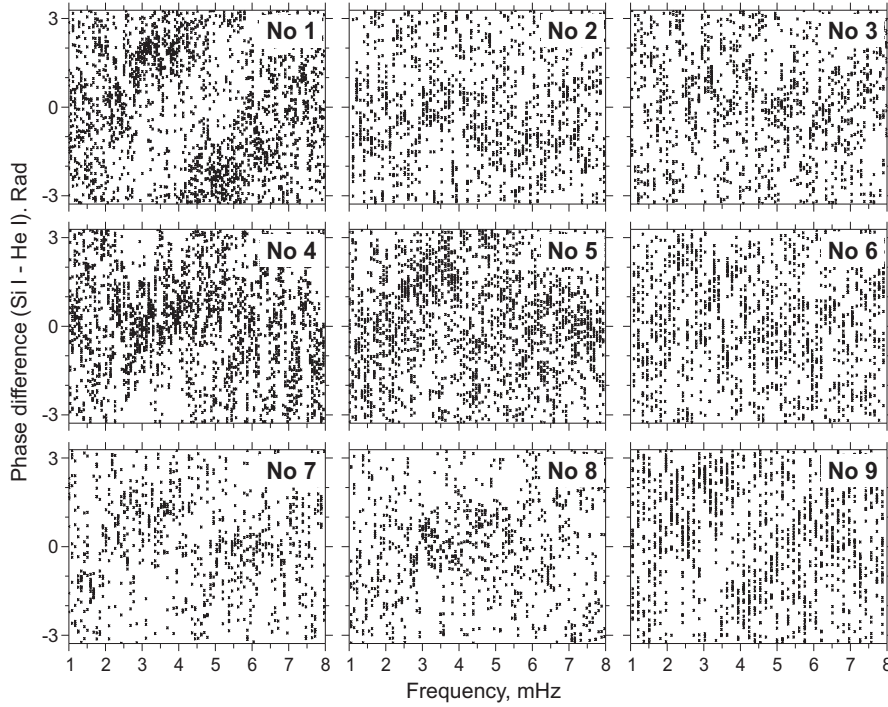 No 1 No 2 No 3
3
0
-3
No 4 No 5 No 6
3
0
-3
No 7 No 8 No 9
3
0
-3
1 2 3 4 5 6 7 8 1 2 3 4 5 6 7 8 1 2 3 4 5 6 7 8
Phase difference (Si I - He I), Rad
Frequency, mHz